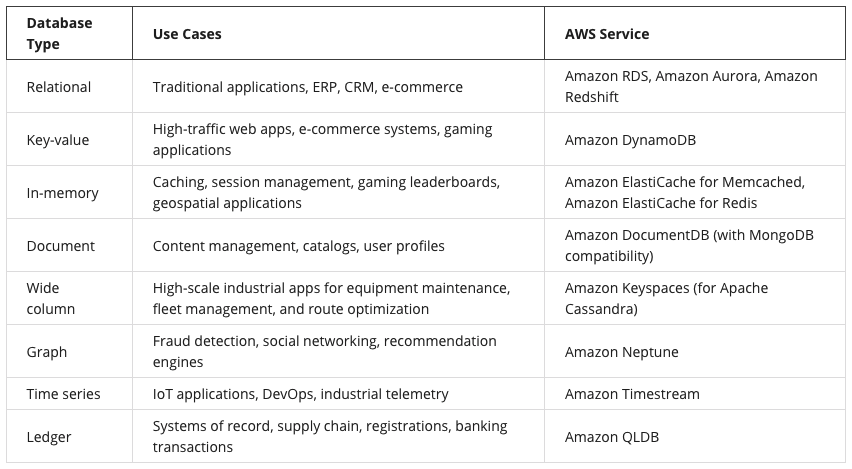 Database
Type
Use Cases
AWS Service
Relational
Traditional applications, ERP, CRM, e-commerce
Amazon RDS, Amazon Aurora, Amazon
Redshift
Key-value
High-traffic web apps, e-commerce systems, gaming
applications
Amazon DynamoDB
In-memory
Caching, session management, gaming leaderboards,
geospatial applications
Amazon ElastiCache for Memcached,
Amazon ElastiCache for Redis
Document
Content management, catalogs, user profiles
Amazon DocumentDB (with MongoDB
compatibility)
Wide
column
High-scale industrial apps for equipment maintenance,
fleet management, and route optimization
Amazon Keyspaces (for Apache
Cassandra)
Graph
Fraud detection, social networking, recommendation
engines
Amazon Neptune
Time series
IoT applications, DevOps, industrial telemetry
Amazon Timestream
Ledger
Systems of record, supply chain, registrations, banking
transactions
Amazon QLDB